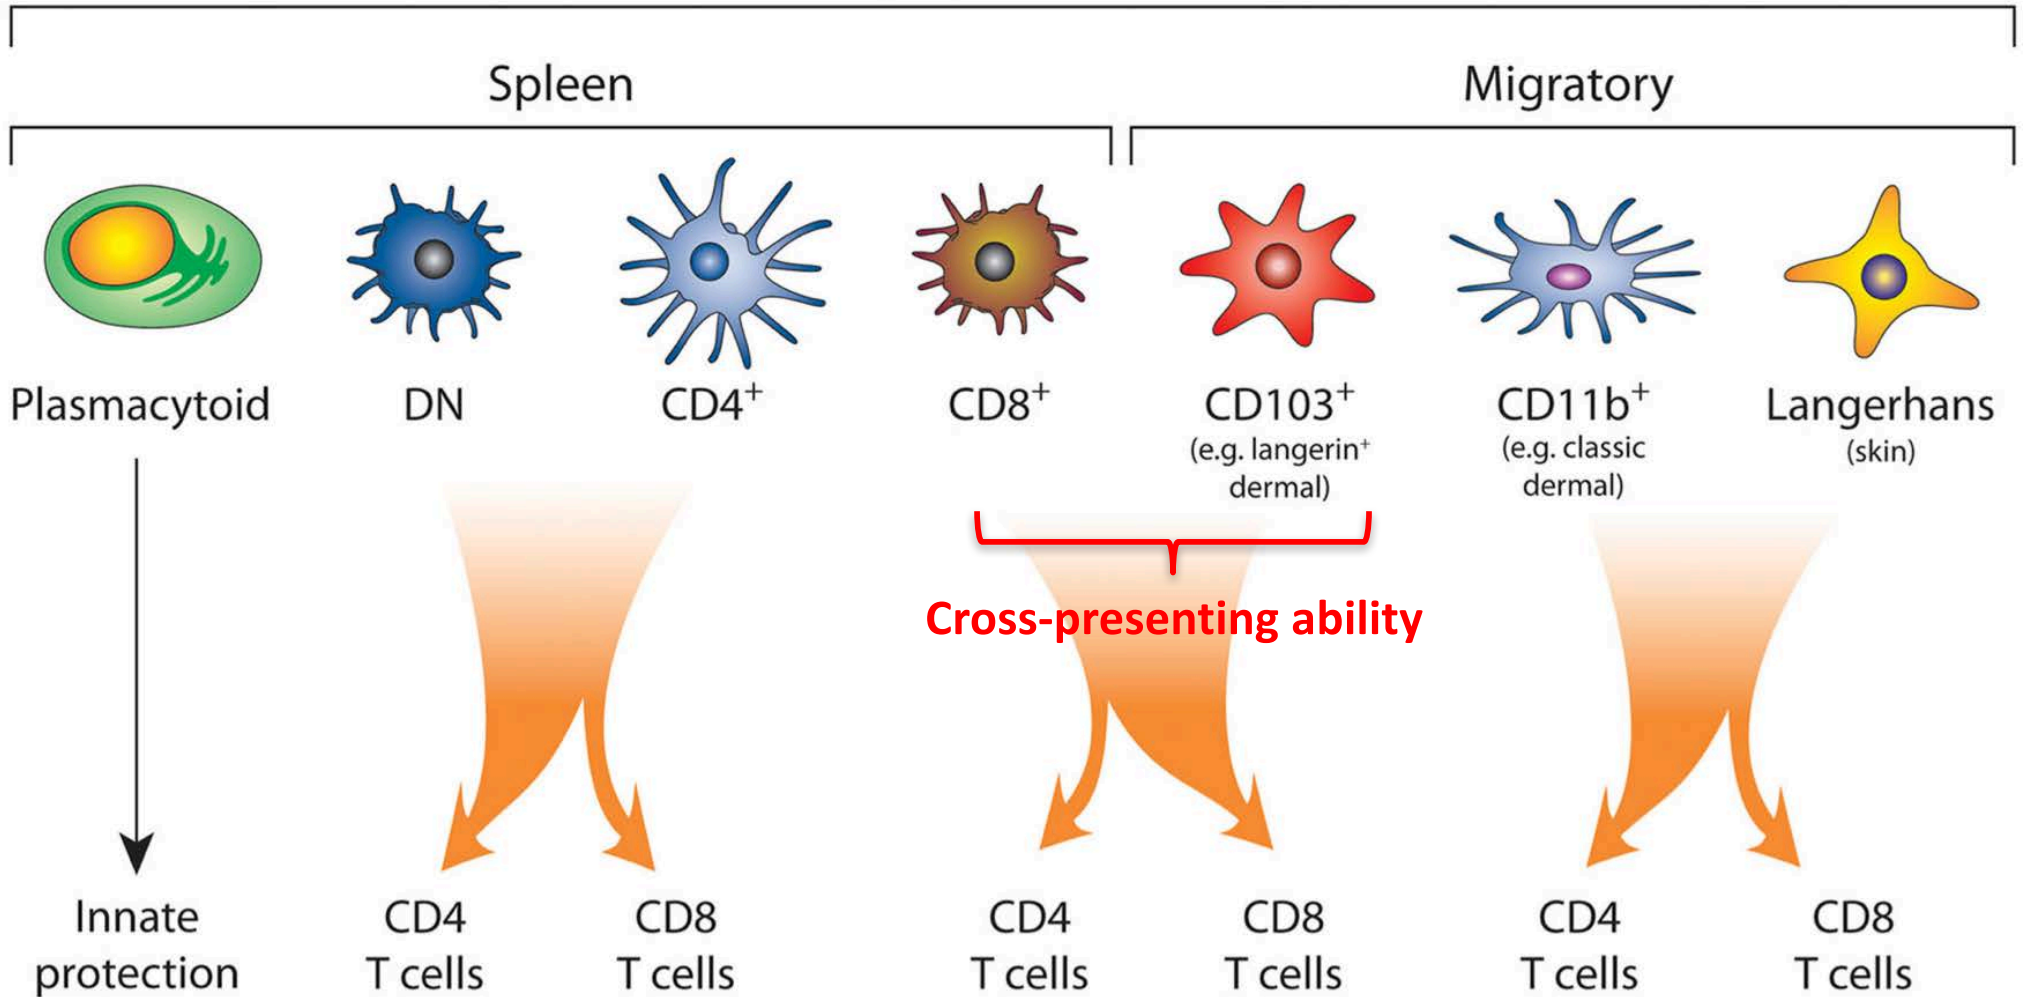 Spleen
Migratory
Plasmacytoid
DN
CD4⁺
CD8⁺
CD103⁺
(e.g. langerin⁺
dermal)
CD11b⁺
(e.g. classic
dermal)
Langerhans
(skin)
Cross-presenting ability
Innate
protection
CD4
T cells
CD8
T cells
CD4
T cells
CD8
T cells
CD4
T cells
CD8
T cells